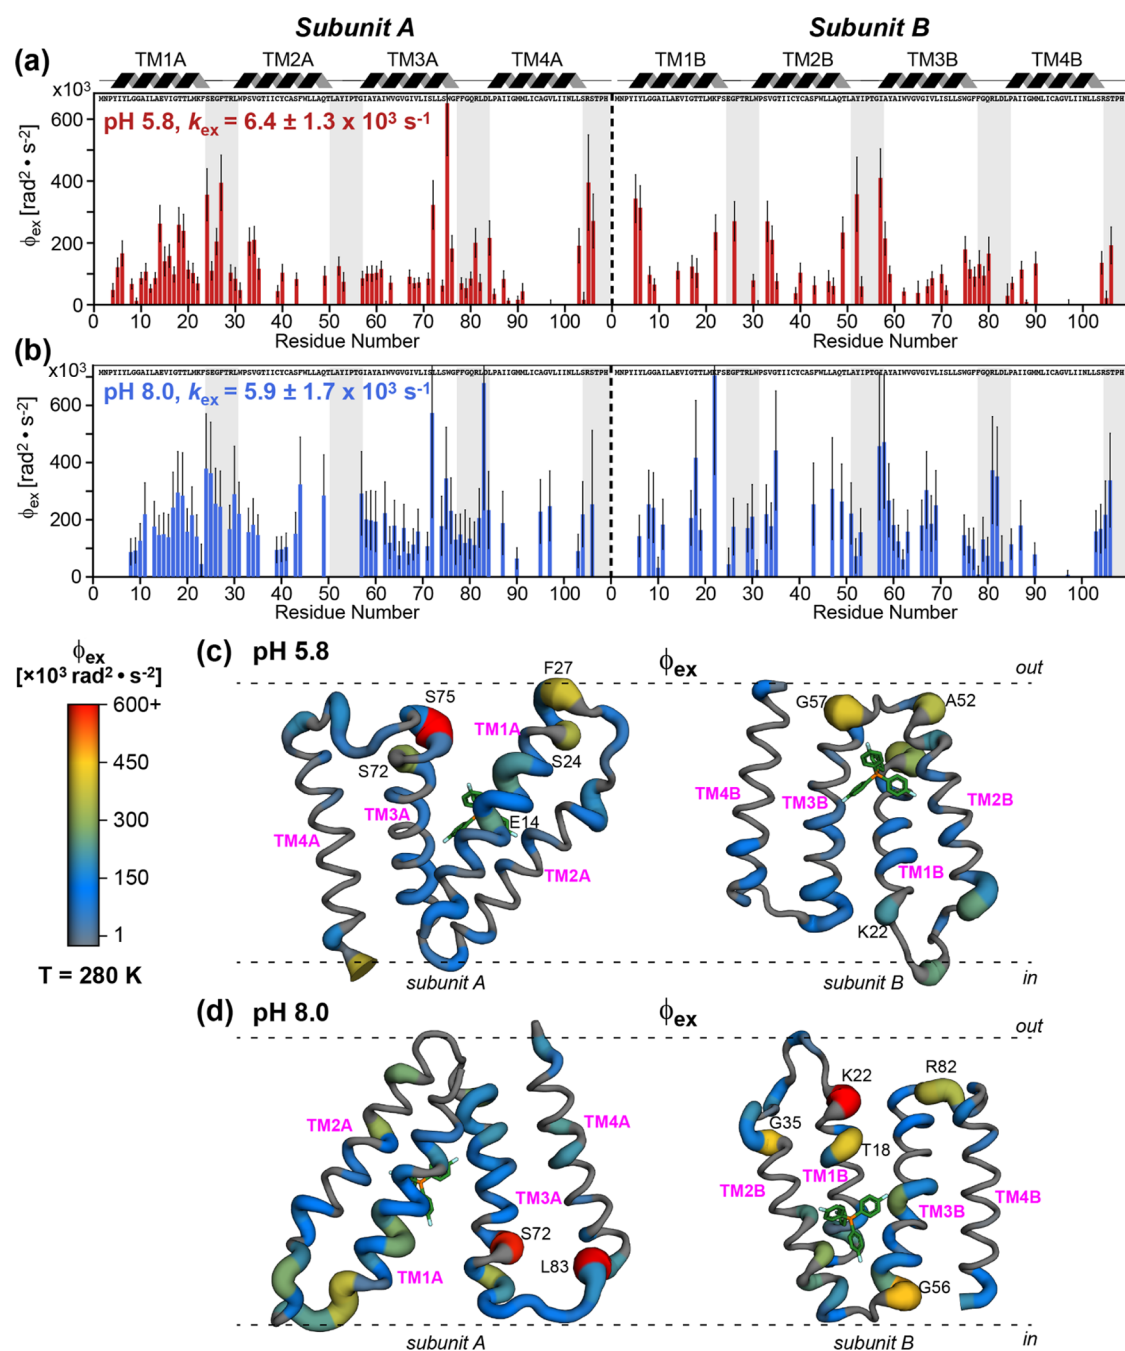 Subunit A Subunit B
(a) TM1A TM2A TM3A TM4A TM1B TM2B TM3B TM4B
x10³ MNPYIYLGGAILAEVIGTTLMKFSEGFTRLWPSVGTIICYCASFWLLAQTLAYIPTGIAYAIWVGVGIVLISLLSWGFFGQRLDLPAIIGMMLICAGVLIINLLSRSTPH MNPYIYLGGAILAEVIGTTLMKFSEGFTRLWPSVGTIICYCASFWLLAQTLAYIPTGIAYAIWVGVGIVLISLLSWGFFGQRLDLPAIIGMMLICAGVLIINLLSRSTPH
pH 5.8, kex = 6.4 ± 1.3 x 10³ s⁻¹
600
400
200
0
ϕex [rad² • s⁻²]
0 10 20 30 40 50 60 70 80 90 100 0 10 20 30 40 50 60 70 80 90 100
Residue Number Residue Number
(b)
x10³ MNPYIYLGGAILAEVIGTTLMKFSEGFTRLWPSVGTIICYCASFWLLAQTLAYIPTGIAYAIWVGVGIVLISLLSWGFFGQRLDLPAIIGMMLICAGVLIINLLSRSTPH MNPYIYLGGAILAEVIGTTLMKFSEGFTRLWPSVGTIICYCASFWLLAQTLAYIPTGIAYAIWVGVGIVLISLLSWGFFGQRLDLPAIIGMMLICAGVLIINLLSRSTPH
pH 8.0, kex = 5.9 ± 1.7 x 10³ s⁻¹
600
400
200
0
ϕex [rad² • s⁻²]
0 10 20 30 40 50 60 70 80 90 100 0 10 20 30 40 50 60 70 80 90 100
Residue Number Residue Number
ϕex
[×10³ rad² • s⁻²]
600+
450
300
150
1
T = 280 K
(c) pH 5.8 ϕex
out
F27
S75
TM1A
S24
S72
TM3A
E14
TM4A
TM2A
subunit A
G57
A52
TM4B
TM3B
TM2B
TM1B
K22
subunit B
in
(d) pH 8.0 ϕex
out
TM2A
TM4A
TM3A
S72
L83
TM1A
subunit A
K22
R82
G35
T18
TM1B
TM2B
TM3B
TM4B
G56
subunit B
in